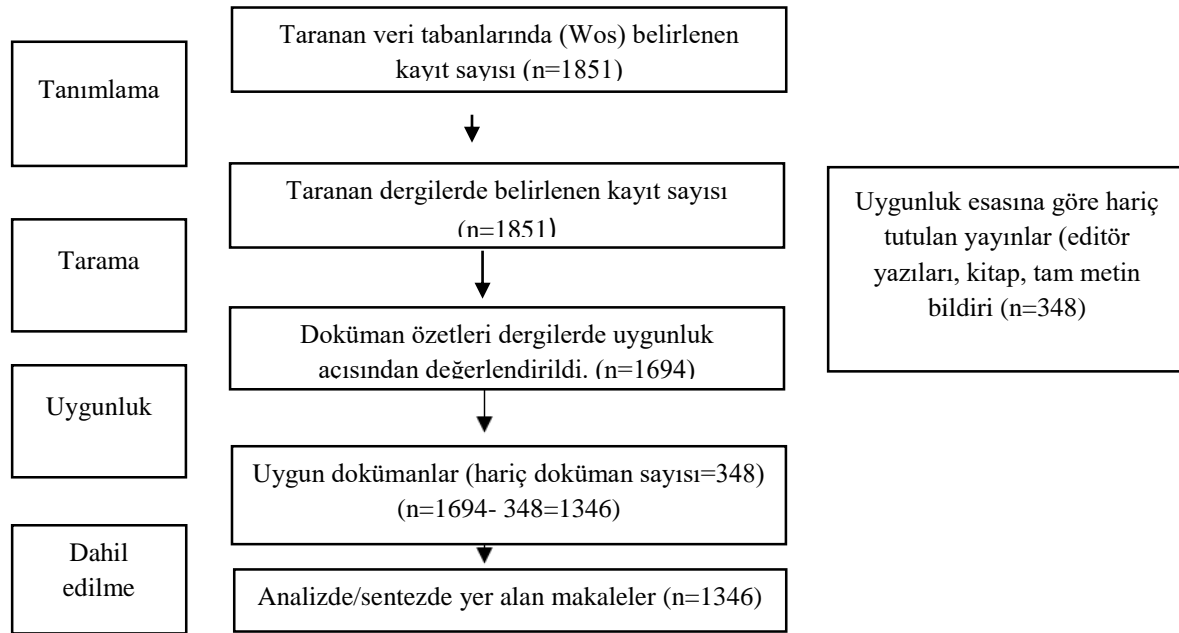 Tanımlama
Taranan veri tabanlarında (Wos) belirlenen
kayıt sayısı (n=1851)
Tarama
Taranan dergilerde belirlenen kayıt sayısı
(n=1851)
Uygunluk esasına göre hariç
tutulan yayınlar (editör
yazıları, kitap, tam metin
bildiri (n=348)
Uygunluk
Doküman özetleri dergilerde uygunluk
açısından değerlendirildi. (n=1694)
Uygun dokümanlar (hariç doküman sayısı=348)
(n=1694- 348=1346)
Dahil
edilme
Analizde/sentezde yer alan makaleler (n=1346)